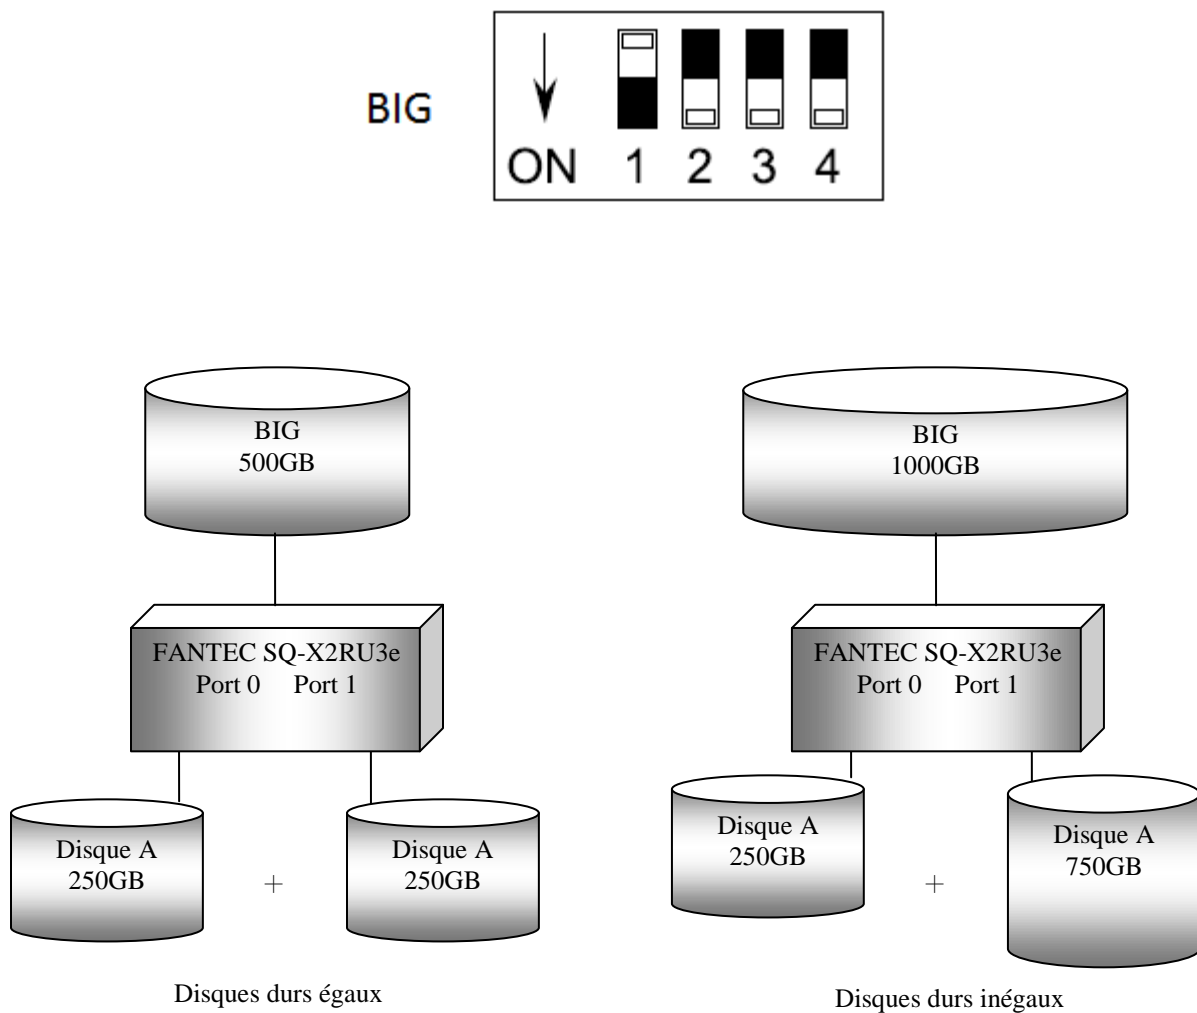 BIG
ON 1 2 3 4
BIG
500GB
BIG
1000GB
FANTEC SQ-X2RU3e
Port 0 Port 1
FANTEC SQ-X2RU3e
Port 0 Port 1
Disque A
250GB
+
Disque A
250GB
Disque A
250GB
+
Disque A
750GB
Disques durs égaux
Disques durs inégaux